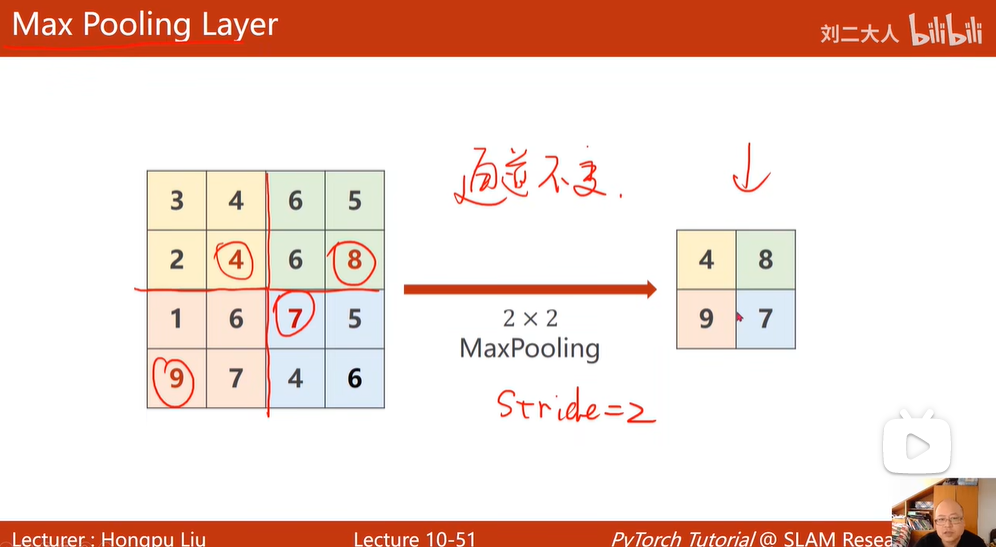 Max Pooling Layer
刘二大人 bilibili
通道不变.
3 4 6 5
2 4 6 8
1 6 7 5
9 7 4 6
2 × 2
MaxPooling
Stride=2
4 8
9 7
Lecturer : Hongpu Liu
Lecture 10-51
PyTorch Tutorial @ SLAM Resea